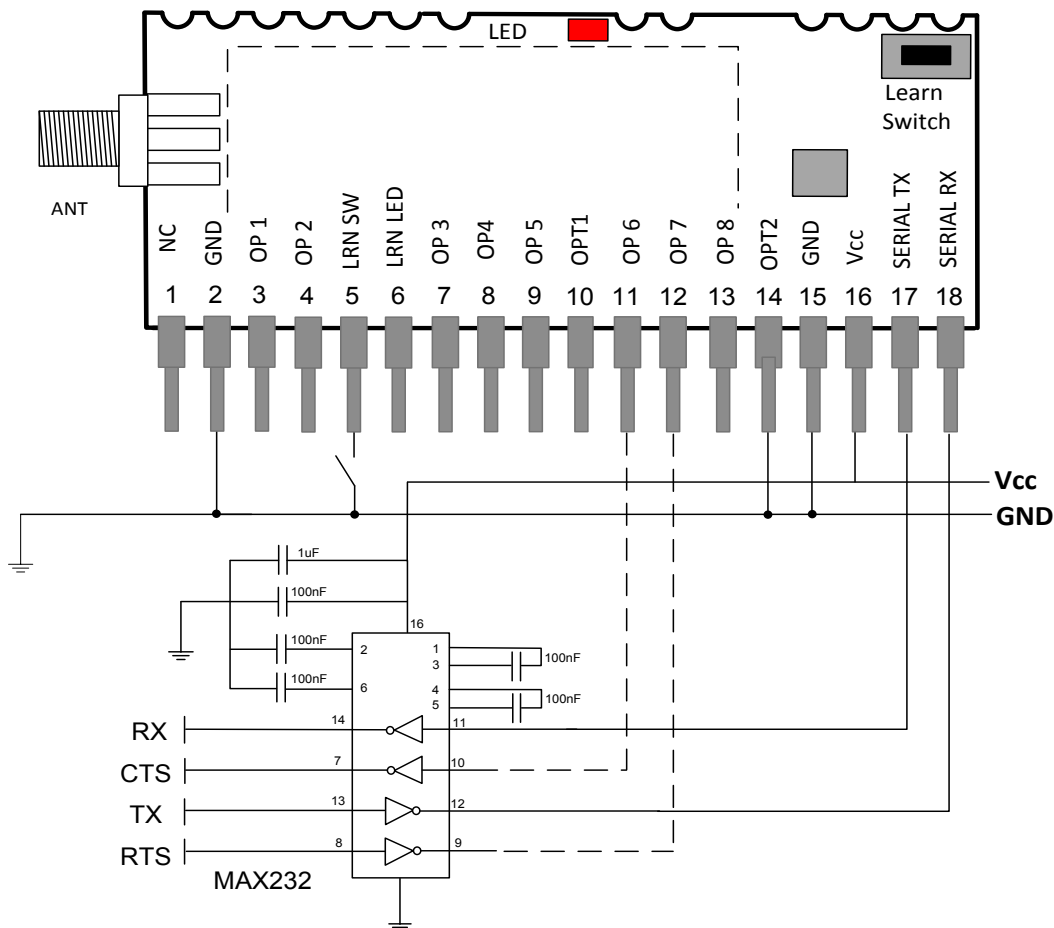 LED
Learn
Switch
ANT
NC
GND
OP 1
OP 2
LRN SW
LRN LED
OP 3
OP4
OP 5
OPT1
OP 6
OP 7
OP 8
OPT2
GND
Vcc
SERIAL TX
SERIAL RX
1 2 3 4 5 6 7 8 9 10 11 12 13 14 15 16 17 18
Vcc
GND
1uF
100nF
16
100nF
2
1
3
100nF
100nF
6
4
5
100nF
RX
14
11
CTS
7
10
TX
13
12
RTS
8
9
MAX232